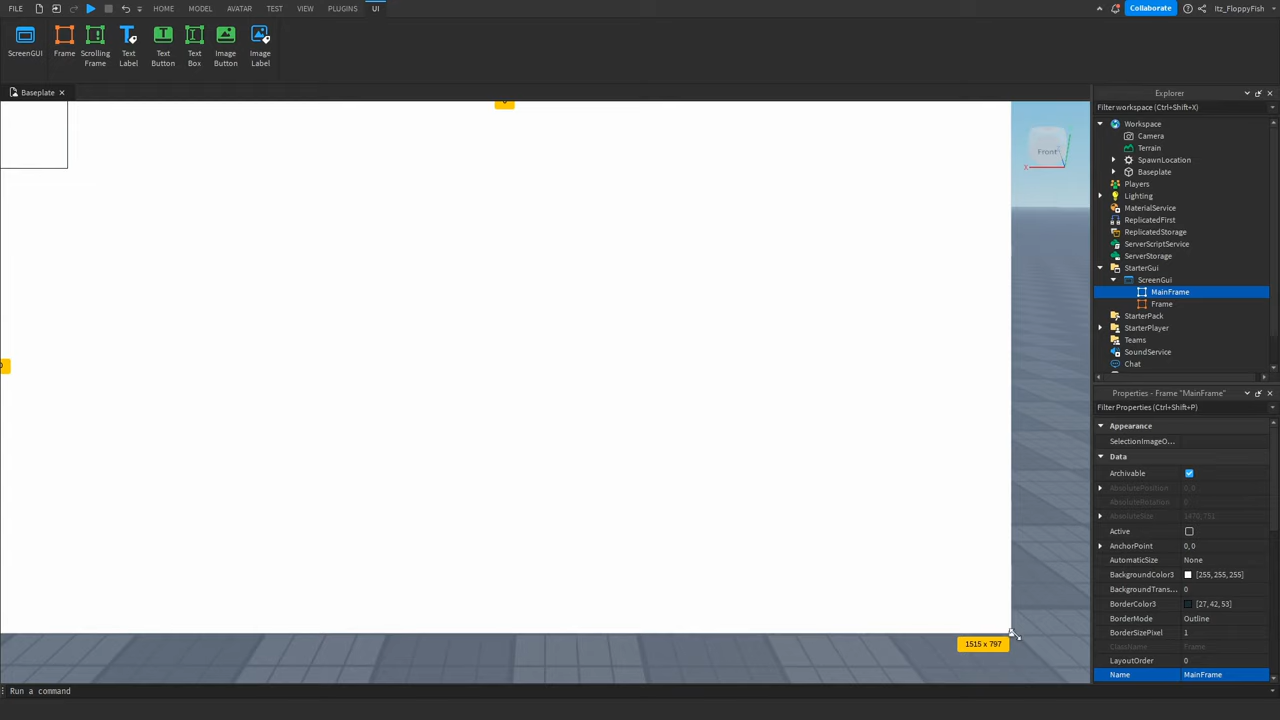 FILE HOME MODEL AVATAR TEST VIEW PLUGINS UI Collaborate Itz_FloppyFish
ScreenGUI Frame Scrolling Frame Text Label Text Button Text Box Image Button Image Label
Baseplate
Front
X
1515 x 797
Explorer
Filter workspace (Ctrl+Shift+X)
Workspace
Camera
Terrain
SpawnLocation
Baseplate
Players
Lighting
MaterialService
ReplicatedFirst
ReplicatedStorage
ServerScriptService
ServerStorage
StarterGui
ScreenGui
MainFrame
Frame
StarterPack
StarterPlayer
Teams
SoundService
Chat
Properties - Frame "MainFrame"
Filter Properties (Ctrl+Shift+P)
Appearance
SelectionImageO...
Data
Archivable
AbsolutePosition 0, 0
AbsoluteRotation 0
AbsoluteSize 1470, 751
Active
AnchorPoint 0, 0
AutomaticSize None
BackgroundColor3 [255, 255, 255]
BackgroundTrans... 0
BorderColor3 [27, 42, 53]
BorderMode Outline
BorderSizePixel 1
ClassName Frame
LayoutOrder 0
Name MainFrame
Run a command